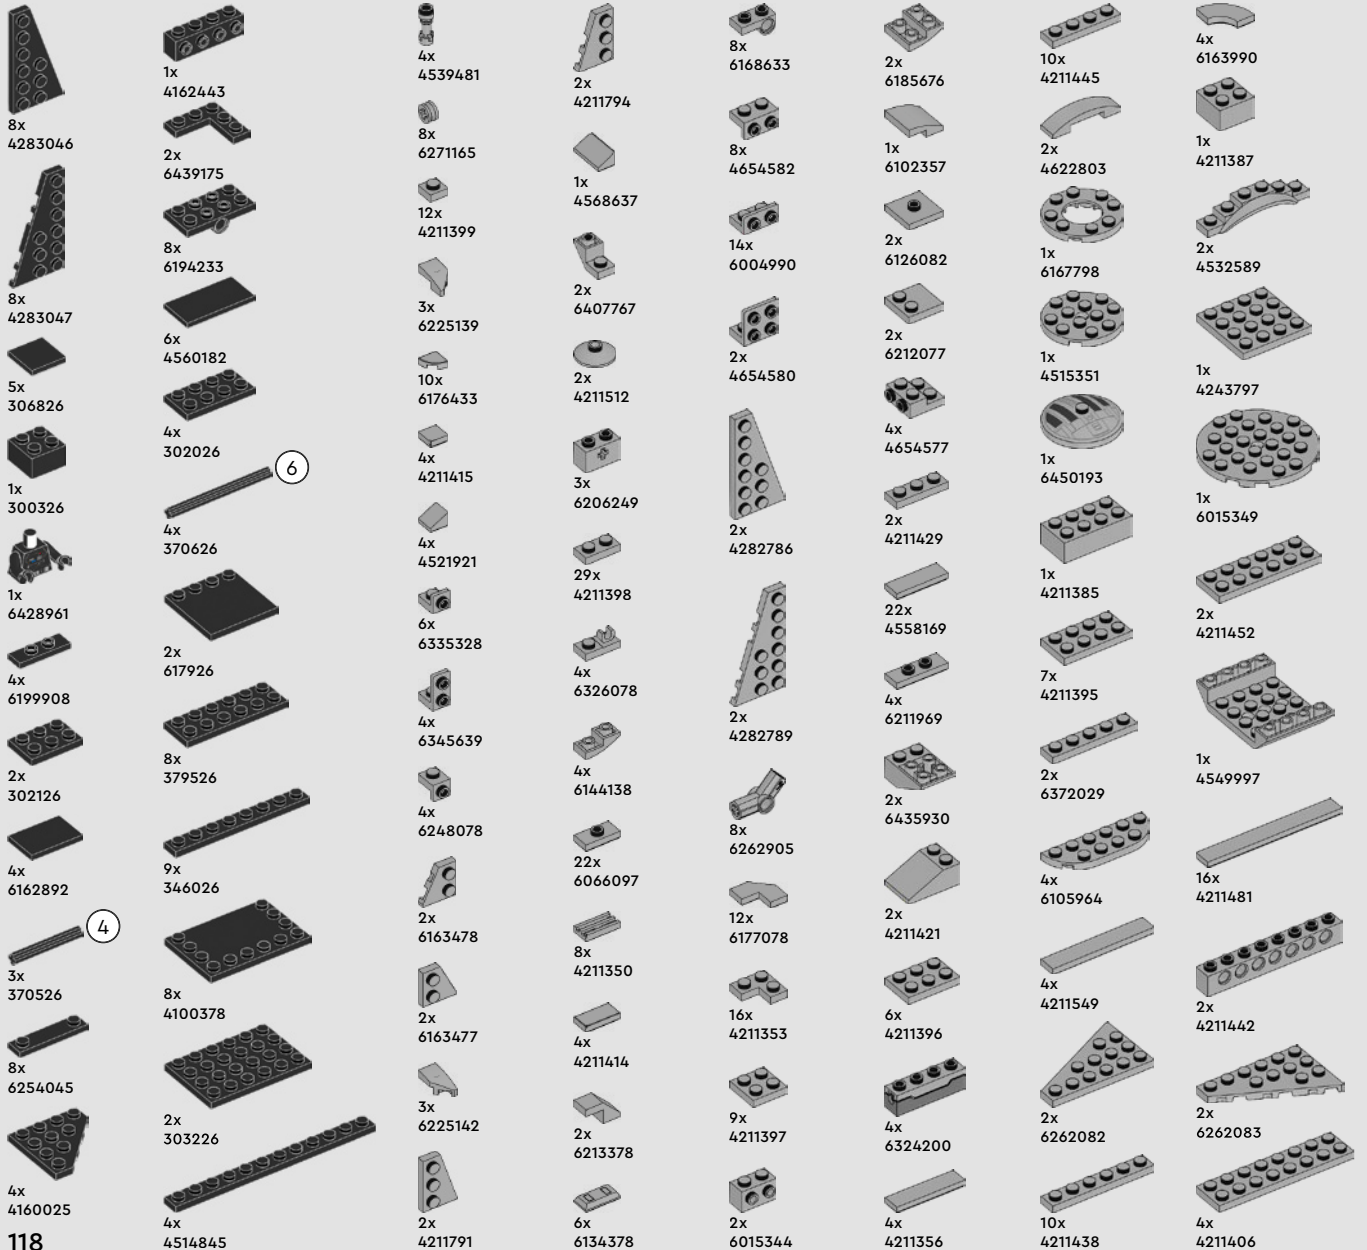 8x
4283046
8x
4283047
5x
306826
1x
300326
1x
6428961
4x
6199908
2x
302126
4x
6162892
4
3x
370526
8x
6254045
4x
4160025
118
1x
4162443
2x
6439175
8x
6194233
6x
4560182
4x
302026
6
4x
370626
2x
617926
8x
379526
9x
346026
8x
4100378
2x
303226
4x
4514845
4x
4539481
8x
6271165
12x
4211399
3x
6225139
10x
6176433
4x
4211415
4x
4521921
6x
6335328
4x
6345639
4x
6248078
2x
6163478
2x
6163477
3x
6225142
2x
4211791
2x
4211794
1x
4568637
2x
6407767
2x
4211512
3x
6206249
29x
4211398
4x
6326078
4x
6144138
22x
6066097
8x
4211350
4x
4211414
2x
6213378
6x
6134378
8x
6168633
8x
4654582
14x
6004990
2x
4654580
2x
4282786
2x
4282789
8x
6262905
12x
6177078
16x
4211353
9x
4211397
2x
6015344
2x
6185676
1x
6102357
2x
6126082
2x
6212077
4x
4654577
2x
4211429
22x
4558169
4x
6211969
2x
6435930
2x
4211421
6x
4211396
4x
6324200
4x
4211356
10x
4211445
2x
4622803
1x
6167798
1x
4515351
1x
6450193
1x
4211385
7x
4211395
2x
6372029
4x
6105964
4x
4211549
2x
6262082
10x
4211438
4x
6163990
1x
4211387
2x
4532589
1x
4243797
1x
6015349
2x
4211452
1x
4549997
16x
4211481
2x
4211442
2x
6262083
4x
4211406